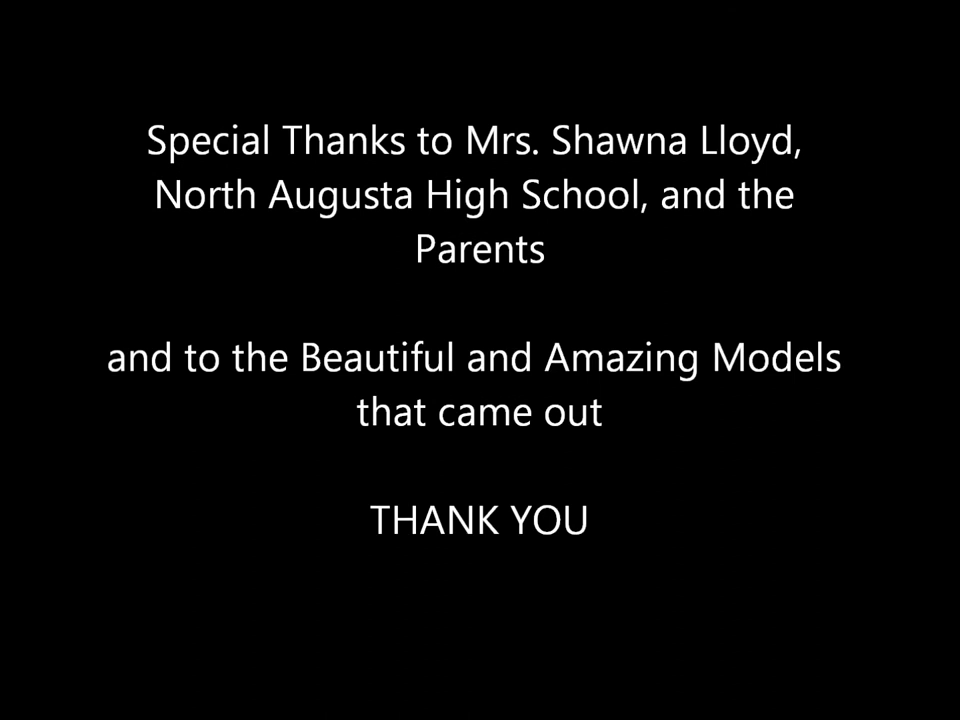 Special Thanks to Mrs. Shawna Lloyd,
North Augusta High School, and the
Parents
and to the Beautiful and Amazing Models
that came out
THANK YOU